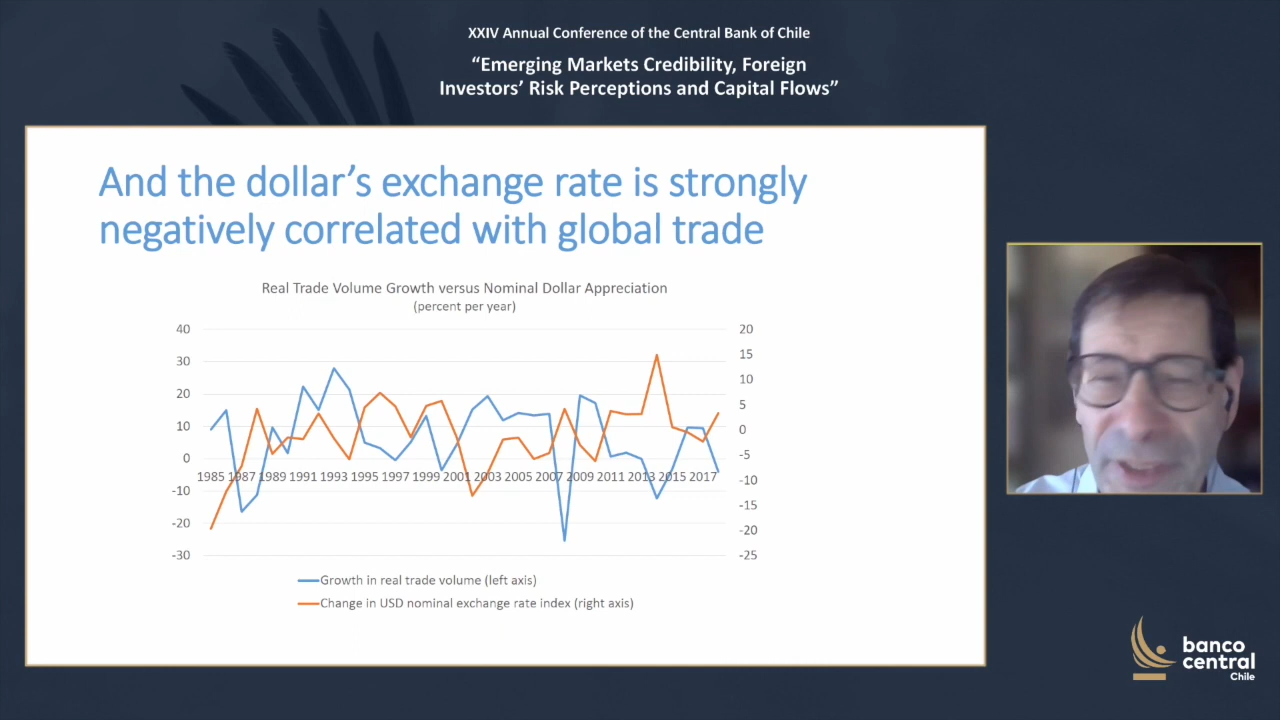 XXIV Annual Conference of the Central Bank of Chile
“Emerging Markets Credibility, Foreign
Investors’ Risk Perceptions and Capital Flows”
And the dollar’s exchange rate is strongly
negatively correlated with global trade
Real Trade Volume Growth versus Nominal Dollar Appreciation
(percent per year)
40
30
20
10
0
-10
-20
-30
20
15
10
5
0
-5
-10
-15
-20
-25
1985 1987 1989 1991 1993 1995 1997 1999 2001 2003 2005 2007 2009 2011 2013 2015 2017
Growth in real trade volume (left axis)
Change in USD nominal exchange rate index (right axis)
banco
central
Chile